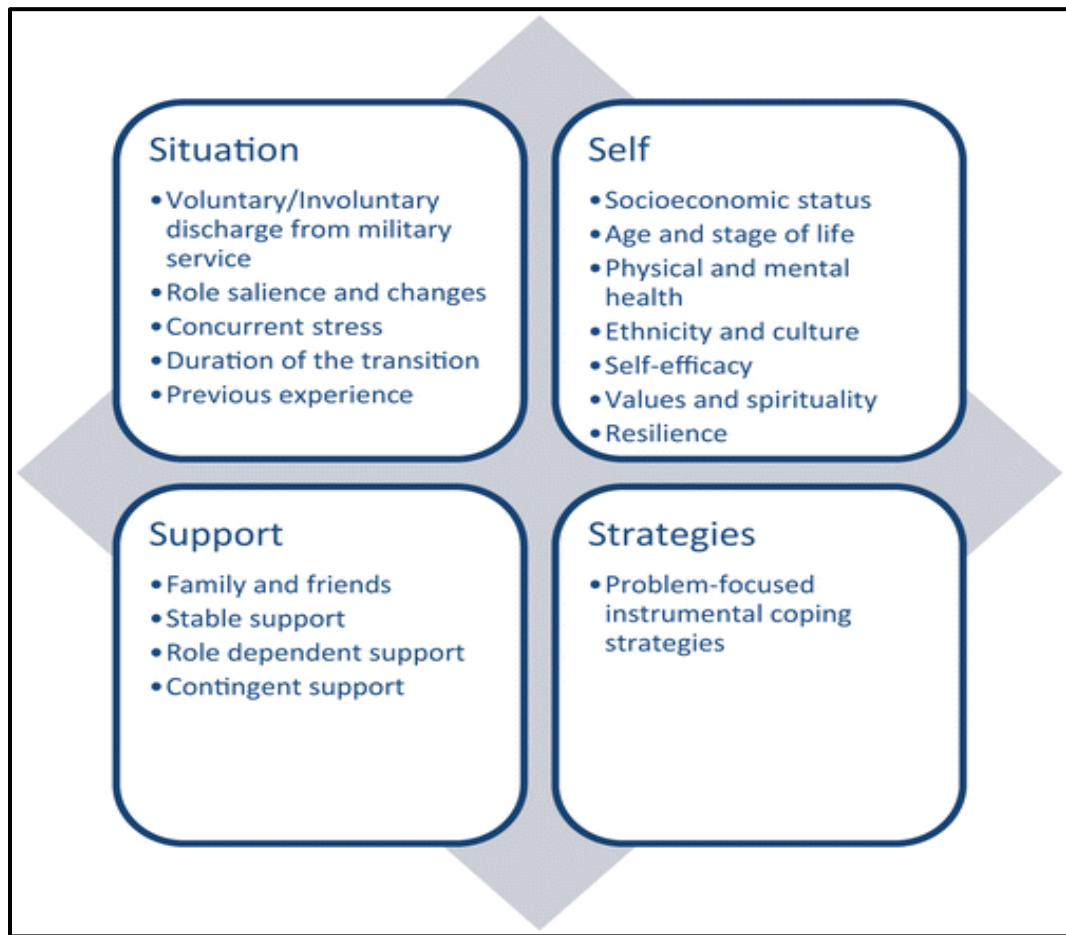 Situation
•Voluntary/Involuntary
discharge from military
service
•Role salience and changes
•Concurrent stress
•Duration of the transition
•Previous experience
Self
•Socioeconomic status
•Age and stage of life
•Physical and mental
health
•Ethnicity and culture
•Self-efficacy
•Values and spirituality
•Resilience
Support
•Family and friends
•Stable support
•Role dependent support
•Contingent support
Strategies
•Problem-focused
instrumental coping
strategies